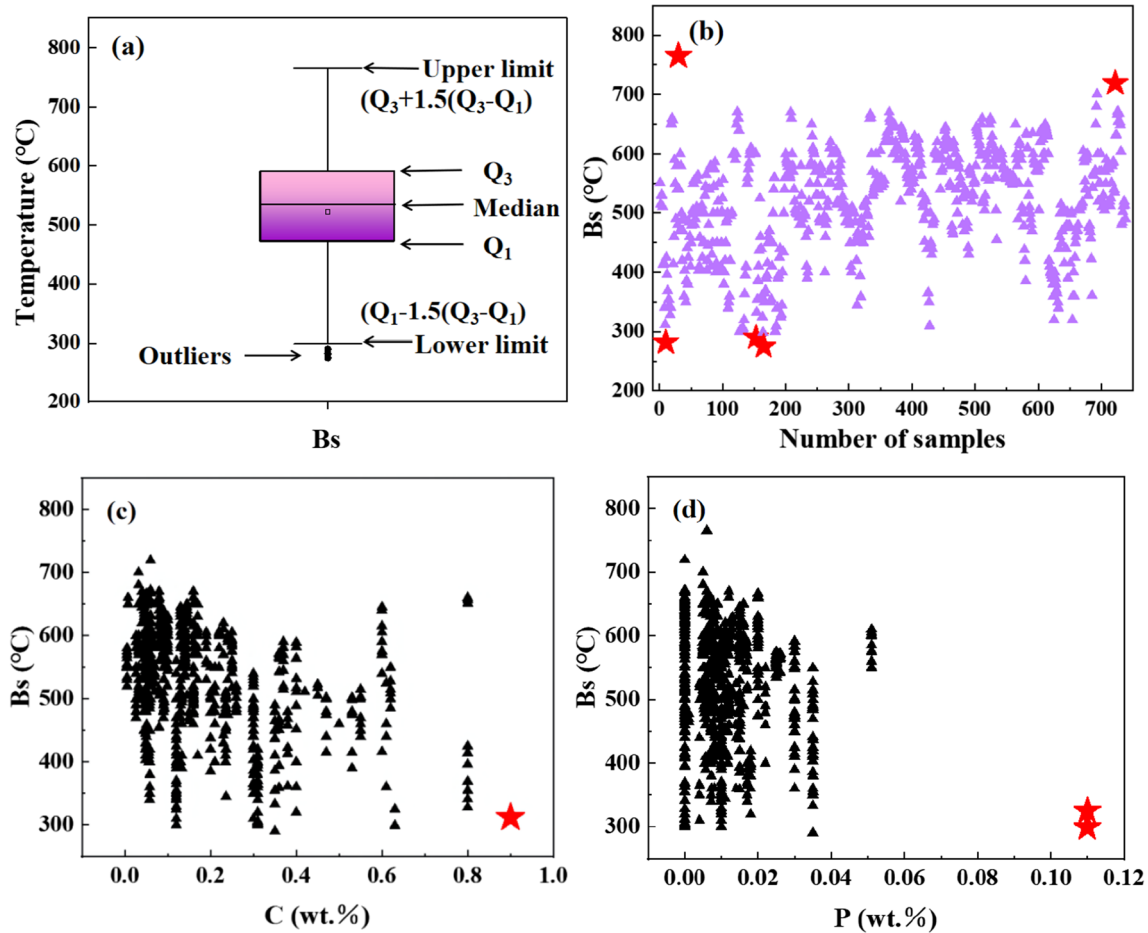 (a)
Temperature (°C)
800
700
600
500
400
300
200
Upper limit
(Q3+1.5(Q3-Q1)
Q3
Median
Q1
(Q1-1.5(Q3-Q1)
Lower limit
Outliers
Bs
(b)
Bs (°C)
800
700
600
500
400
300
200
0 100 200 300 400 500 600 700
Number of samples
(c)
Bs (°C)
800
700
600
500
400
300
0.0 0.2 0.4 0.6 0.8 1.0
C (wt.%)
(d)
Bs (°C)
800
700
600
500
400
300
0.00 0.02 0.04 0.06 0.08 0.10 0.12
P (wt.%)